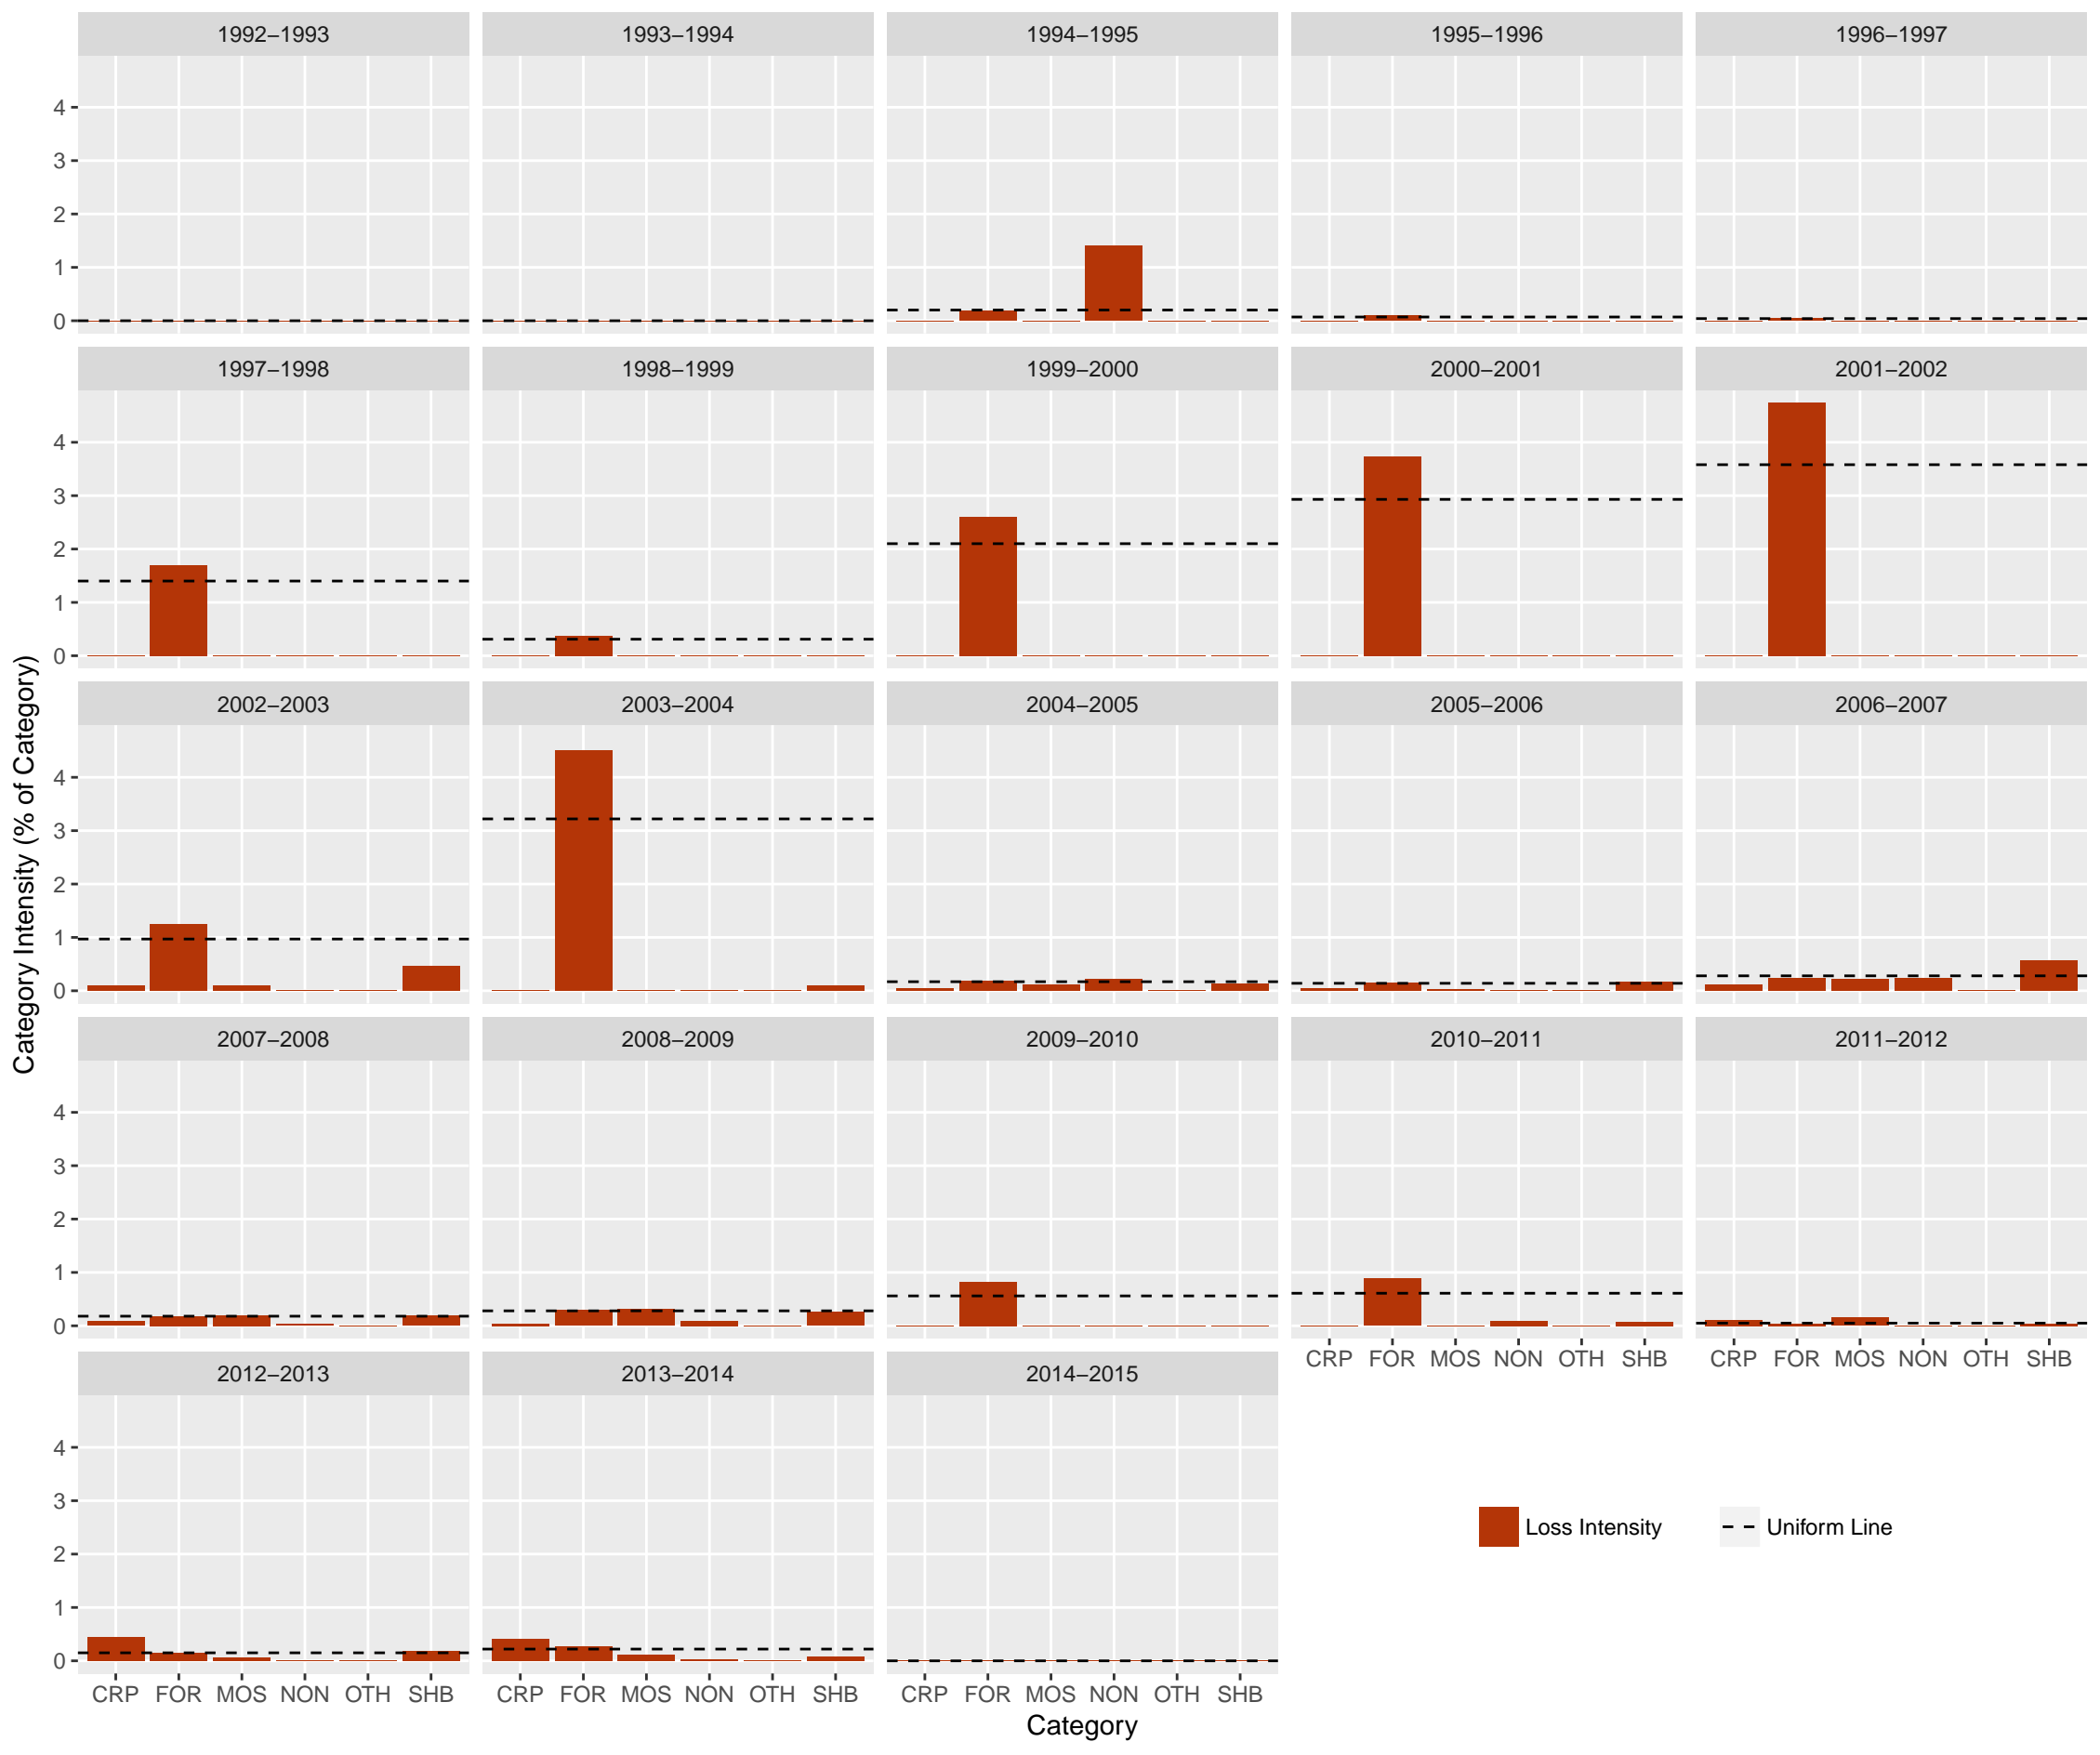 1992–1993 1993–1994 1994–1995 1995–1996 1996–1997
4
3
2
1
0
1997–1998 1998–1999 1999–2000 2000–2001 2001–2002
4
3
2
1
0
Category Intensity (% of Category)
2002–2003 2003–2004 2004–2005 2005–2006 2006–2007
4
3
2
1
0
2007–2008 2008–2009 2009–2010 2010–2011 2011–2012
4
3
2
1
0
CRP FOR MOS NON OTH SHB CRP FOR MOS NON OTH SHB
2012–2013 2013–2014 2014–2015
4
3
2
1
0
Loss Intensity Uniform Line
CRP FOR MOS NON OTH SHB CRP FOR MOS NON OTH SHB CRP FOR MOS NON OTH SHB
Category